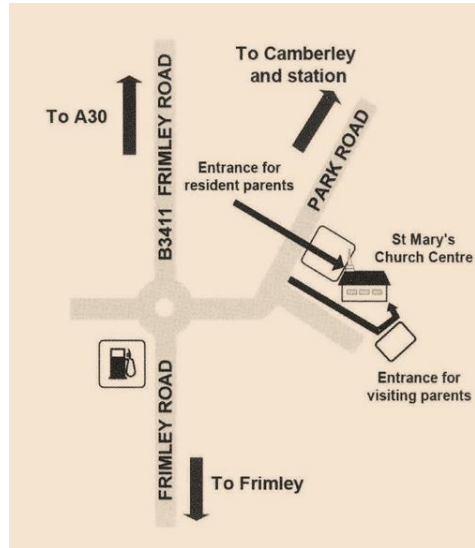 To Camberley
and station
To A30
B3411 FRIMLEY ROAD
PARK ROAD
Entrance for
resident parents
St Mary's
Church Centre
Entrance for
visiting parents
FRIMLEY ROAD
To Frimley